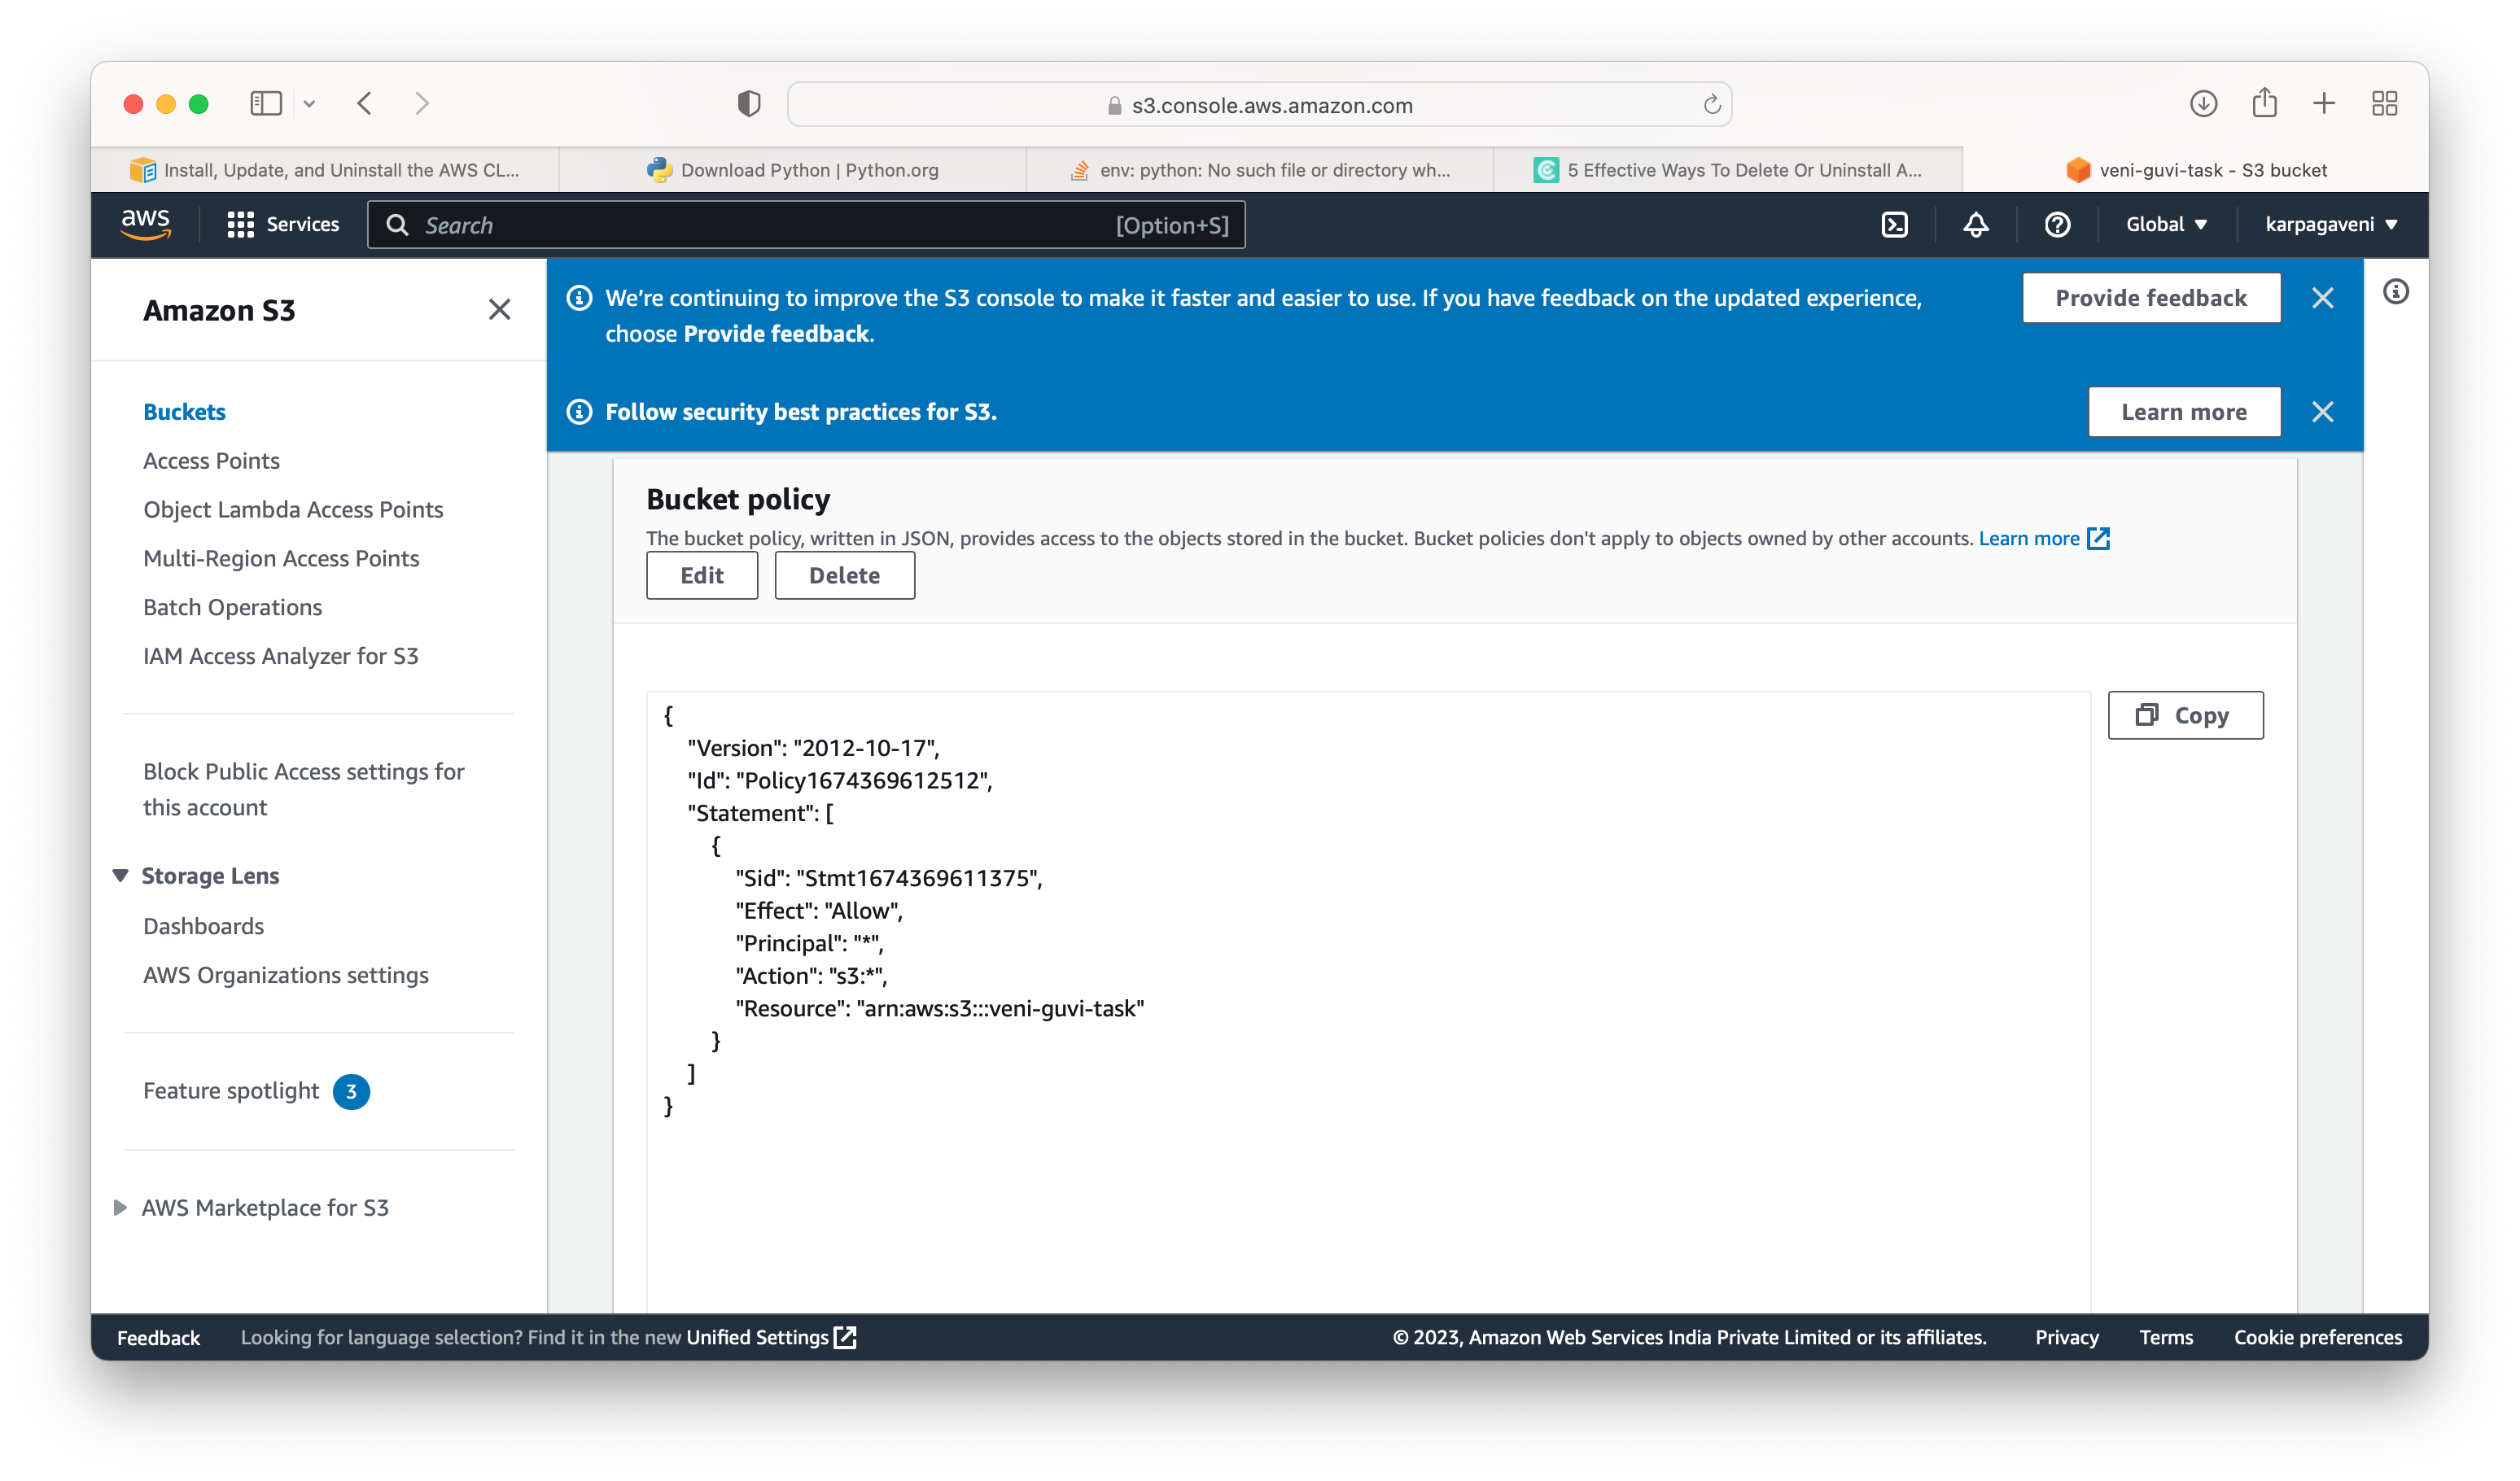 s3.console.aws.amazon.com
Install, Update, and Uninstall the AWS CL...
Download Python | Python.org
env: python: No such file or directory wh...
5 Effective Ways To Delete Or Uninstall A...
veni-guvi-task - S3 bucket
aws
Services
Search
[Option+S]
Global
karpagaveni
Amazon S3
Buckets
Access Points
Object Lambda Access Points
Multi-Region Access Points
Batch Operations
IAM Access Analyzer for S3
Block Public Access settings for
this account
Storage Lens
Dashboards
AWS Organizations settings
Feature spotlight 3
AWS Marketplace for S3
We're continuing to improve the S3 console to make it faster and easier to use. If you have feedback on the updated experience,
choose Provide feedback.
Provide feedback
Follow security best practices for S3.
Learn more
Bucket policy
The bucket policy, written in JSON, provides access to the objects stored in the bucket. Bucket policies don't apply to objects owned by other accounts. Learn more
Edit
Delete
Copy
{
"Version": "2012-10-17",
"Id": "Policy1674369612512",
"Statement": [
{
"Sid": "Stmt1674369611375",
"Effect": "Allow",
"Principal": "*",
"Action": "s3:*",
"Resource": "arn:aws:s3:::veni-guvi-task"
}
]
}
Feedback
Looking for language selection? Find it in the new Unified Settings
© 2023, Amazon Web Services India Private Limited or its affiliates.
Privacy
Terms
Cookie preferences